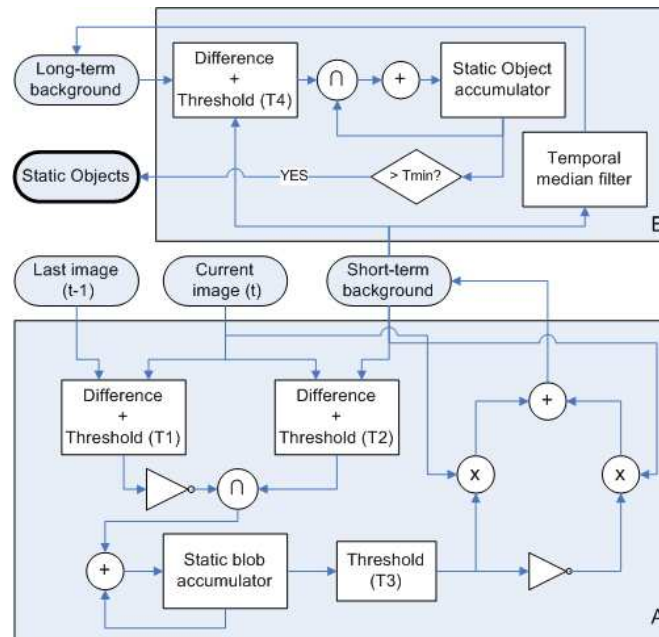 Long-term
background
Difference
+
Threshold (T4)
∩
+
Static Object
accumulator
Static Objects
YES
> Tmin?
Temporal
median filter
B
Last image
(t-1)
Current
image (t)
Short-term
background
Difference
+
Threshold (T1)
Difference
+
Threshold (T2)
+
x
x
∩
+
Static blob
accumulator
Threshold
(T3)
A